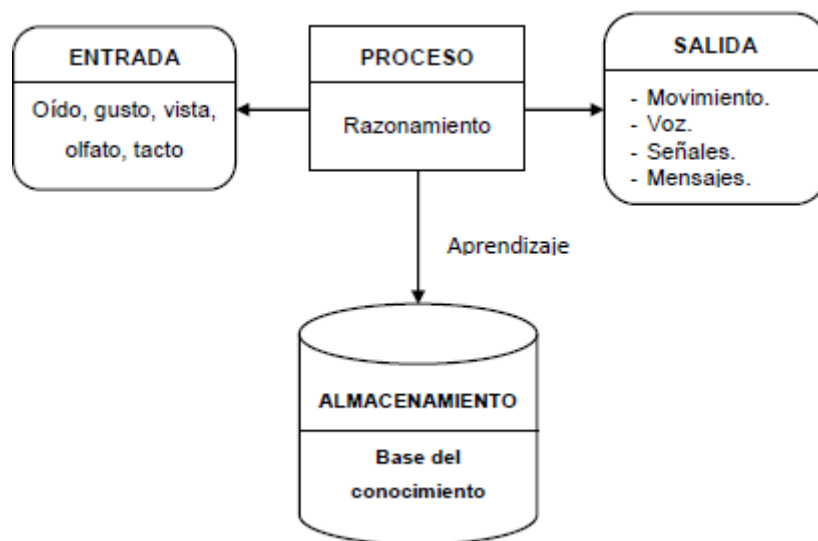 ENTRADA
Oído, gusto, vista,
olfato, tacto
PROCESO
Razonamiento
SALIDA
- Movimiento.
- Voz.
- Señales.
- Mensajes.
Aprendizaje
ALMACENAMIENTO
Base del
conocimiento